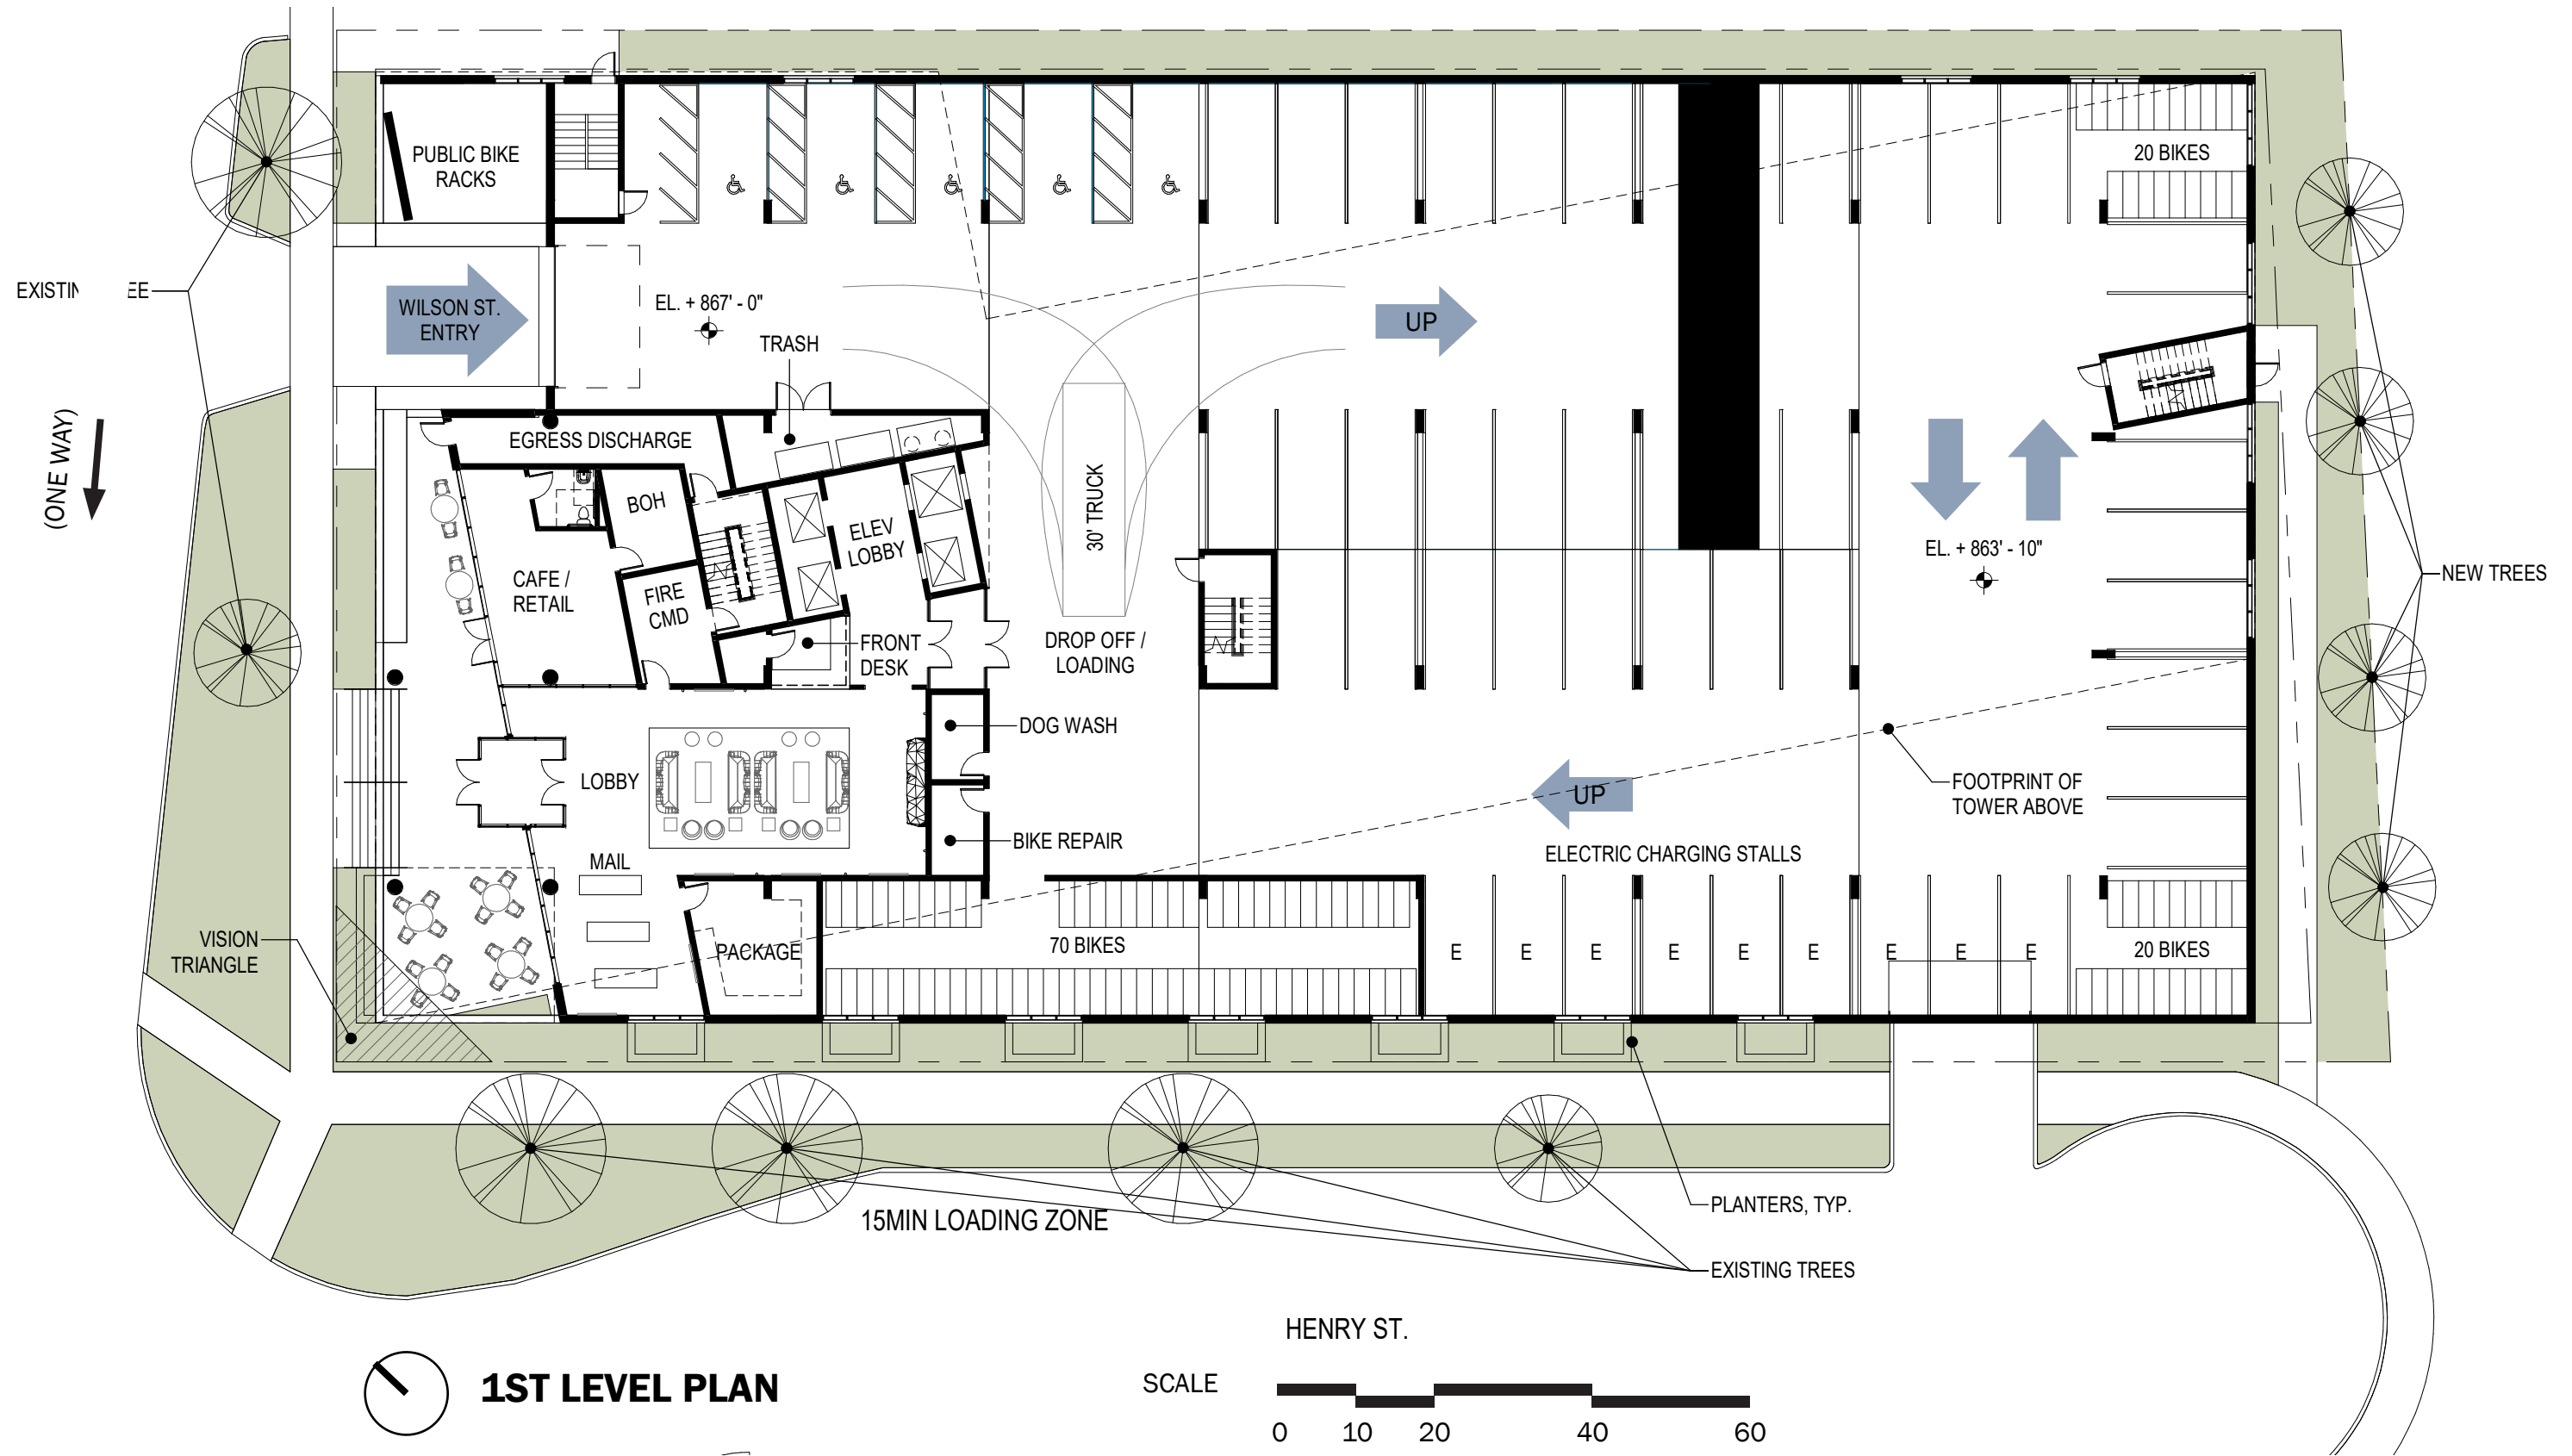 PUBLIC BIKE
RACKS
20 BIKES
EXISTIN
EE
WILSON ST.
ENTRY
EL. + 867' - 0"
UP
TRASH
(ONE WAY)
EGRESS DISCHARGE
BOH
ELEV
LOBBY
30' TRUCK
EL. + 863' - 10"
CAFE /
RETAIL
FIRE
CMD
NEW TREES
FRONT
DESK
DROP OFF /
LOADING
DOG WASH
LOBBY
UP
FOOTPRINT OF
TOWER ABOVE
BIKE REPAIR
MAIL
ELECTRIC CHARGING STALLS
VISION
TRIANGLE
PACKAGE
70 BIKES
E E E E E E E E E
20 BIKES
PLANTERS, TYP.
15MIN LOADING ZONE
EXISTING TREES
HENRY ST.
1ST LEVEL PLAN
SCALE
0 10 20 40 60